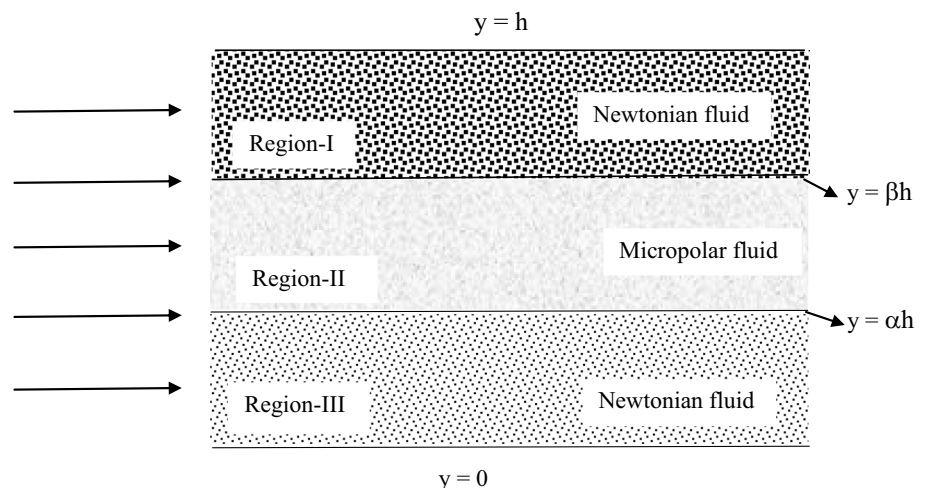 y = h
Newtonian fluid
Region-I
y = βh
Micropolar fluid
Region-II
y = αh
Region-III
Newtonian fluid
y = 0